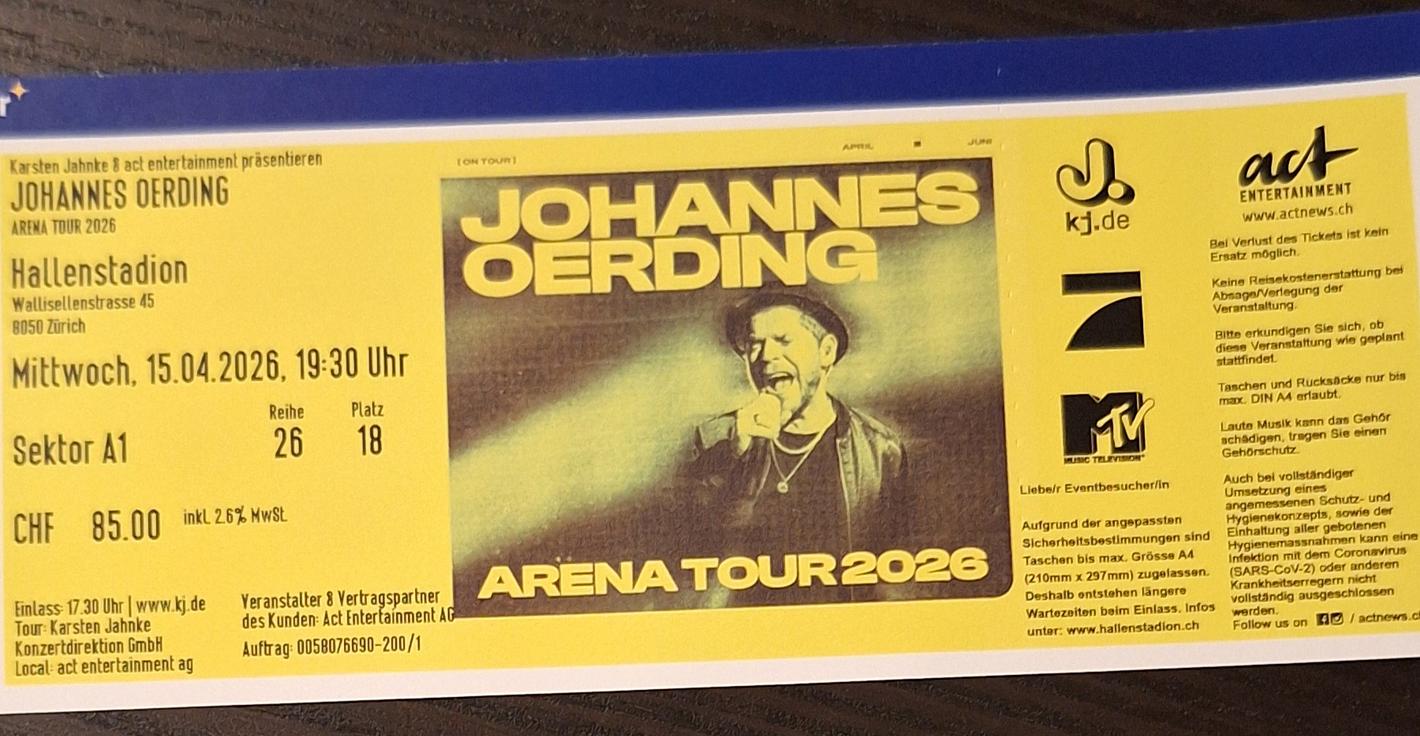 r
Karsten Jahnke & act entertainment präsentieren
JOHANNES OERDING
ARENA TOUR 2026
Hallenstadion
Wallisellenstrasse 45
8050 Zürich
Mittwoch, 15.04.2026, 19:30 Uhr
Reihe Platz
Sektor A1 26 18
CHF 85.00 inkl. 2.6% MwSt.
Einlass: 17.30 Uhr | www.kj.de
Tour: Karsten Jahnke
Konzertdirektion GmbH
Local: act entertainment ag
Veranstalter & Vertragspartner
des Kunden: Act Entertainment AG
Auftrag: 0058076690-200/1
[ON TOUR] APRIL JUNI
JOHANNES
OERDING
ARENA TOUR 2026
J.
kj.de
7
MTV
MUSIC TELEVISION
Liebe/r Eventbesucher/in
Aufgrund der angepassten
Sicherheitsbestimmungen sind
Taschen bis max. Grösse A4
(210mm x 297mm) zugelassen.
Deshalb entstehen längere
Wartezeiten beim Einlass. Infos
unter: www.hallenstadion.ch
act
ENTERTAINMENT
www.actnews.ch
Bei Verlust des Tickets ist kein
Ersatz möglich.
Keine Reisekostenerstattung bei
Absage/Verlegung der
Veranstaltung.
Bitte erkundigen Sie sich, ob
diese Veranstaltung wie geplant
stattfindet.
Taschen und Rucksäcke nur bis
max. DIN A4 erlaubt.
Laute Musik kann das Gehör
schädigen, tragen Sie einen
Gehörschutz.
Auch bei vollständiger
Umsetzung eines
angemessenen Schutz- und
Hygienekonzepts, sowie der
Einhaltung aller gebotenen
Hygienemassnahmen kann eine
Infektion mit dem Coronavirus
(SARS-CoV-2) oder anderen
Krankheitserregern nicht
vollständig ausgeschlossen
werden.
Follow us on / actnews.c